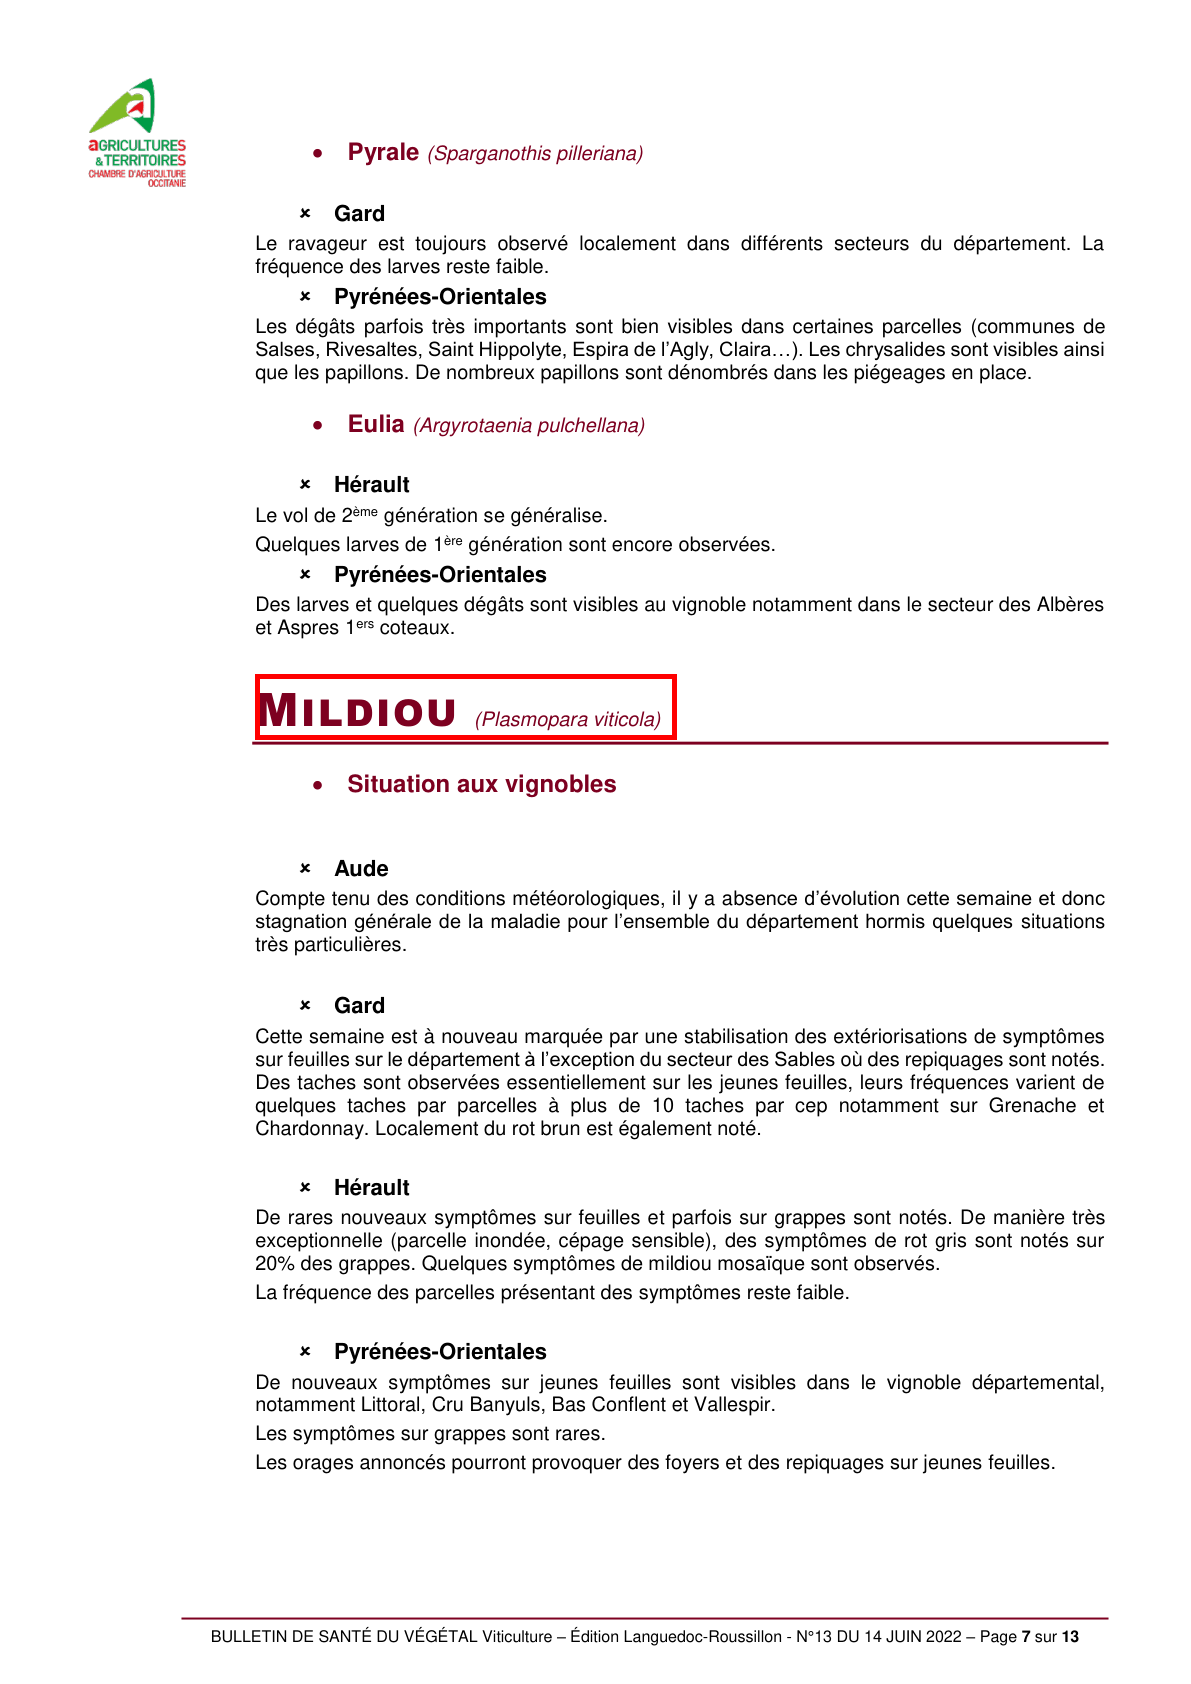 aGRICULTURES
& TERRITOIRES
CHAMBRE D'AGRICULTURE
OCCITANIE
• Pyrale (Sparganothis pilleriana)
× Gard
Le ravageur est toujours observé localement dans différents secteurs du département. La
fréquence des larves reste faible.
× Pyrénées-Orientales
Les dégâts parfois très importants sont bien visibles dans certaines parcelles (communes de
Salses, Rivesaltes, Saint Hippolyte, Espira de l'Agly, Claira…). Les chrysalides sont visibles ainsi
que les papillons. De nombreux papillons sont dénombrés dans les piégeages en place.
• Eulia (Argyrotaenia pulchellana)
× Hérault
Le vol de 2ème génération se généralise.
Quelques larves de 1ère génération sont encore observées.
× Pyrénées-Orientales
Des larves et quelques dégâts sont visibles au vignoble notamment dans le secteur des Albères
et Aspres 1ers coteaux.
MILDIOU (Plasmopara viticola)
• Situation aux vignobles
× Aude
Compte tenu des conditions météorologiques, il y a absence d'évolution cette semaine et donc
stagnation générale de la maladie pour l'ensemble du département hormis quelques situations
très particulières.
× Gard
Cette semaine est à nouveau marquée par une stabilisation des extériorisations de symptômes
sur feuilles sur le département à l'exception du secteur des Sables où des repiquages sont notés.
Des taches sont observées essentiellement sur les jeunes feuilles, leurs fréquences varient de
quelques taches par parcelles à plus de 10 taches par cep notamment sur Grenache et
Chardonnay. Localement du rot brun est également noté.
× Hérault
De rares nouveaux symptômes sur feuilles et parfois sur grappes sont notés. De manière très
exceptionnelle (parcelle inondée, cépage sensible), des symptômes de rot gris sont notés sur
20% des grappes. Quelques symptômes de mildiou mosaïque sont observés.
La fréquence des parcelles présentant des symptômes reste faible.
× Pyrénées-Orientales
De nouveaux symptômes sur jeunes feuilles sont visibles dans le vignoble départemental,
notamment Littoral, Cru Banyuls, Bas Conflent et Vallespir.
Les symptômes sur grappes sont rares.
Les orages annoncés pourront provoquer des foyers et des repiquages sur jeunes feuilles.
BULLETIN DE SANTÉ DU VÉGÉTAL Viticulture – Édition Languedoc-Roussillon - N°13 DU 14 JUIN 2022 – Page 7 sur 13